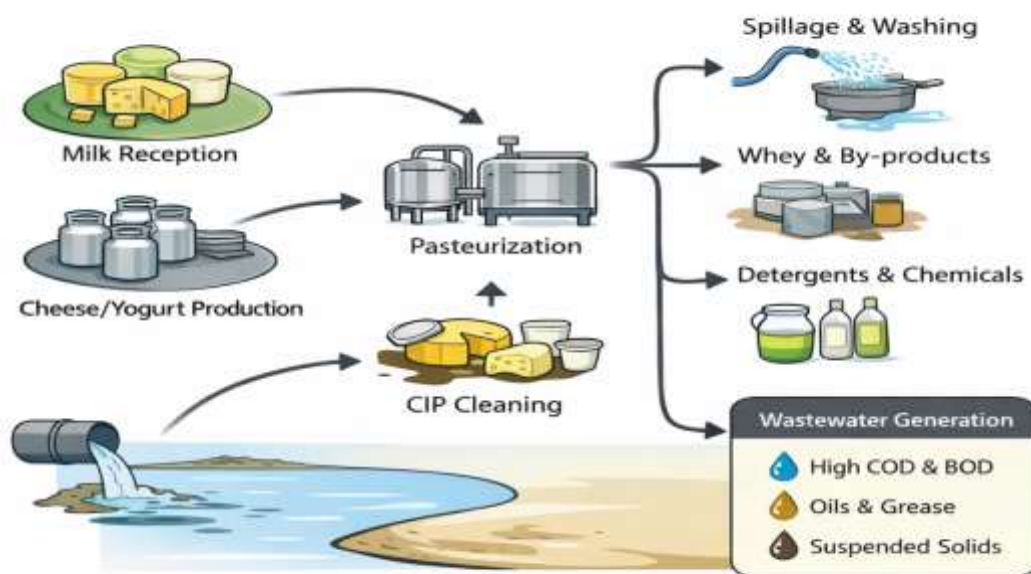 Spillage & Washing
Milk Reception
Whey & By-products
Pasteurization
Detergents & Chemicals
Cheese/Yogurt Production
CIP Cleaning
Wastewater Generation
High COD & BOD
Oils & Grease
Suspended Solids